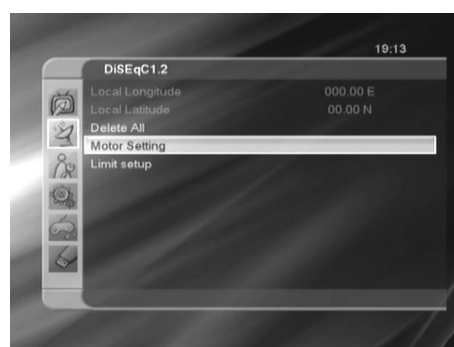 19:13
DiSEqC1.2
Local Longitude 000.00 E
Local Latitude 00.00 N
Delete All
Motor Setting
Limit setup